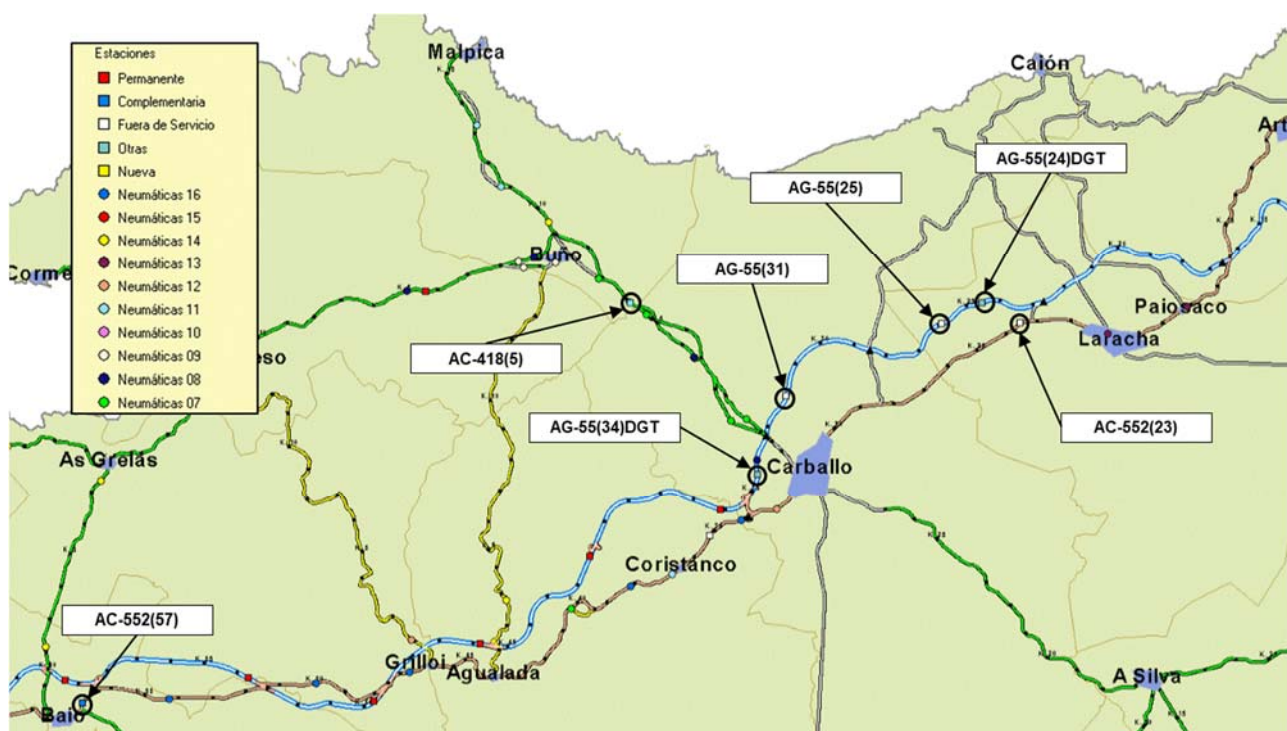 Estaciones
Permanente
Complementaria
Fuera de Servicio
Otras
Nueva
Neumáticas 16
Neumáticas 15
Neumáticas 14
Neumáticas 13
Neumáticas 12
Neumáticas 11
Neumáticas 10
Neumáticas 09
Neumáticas 08
Neumáticas 07
Malpica
Caión
Art
AG-55(24)DGT
AG-55(25)
Buño
Corme
AG-55(31)
Paiosaco
Laracha
AC-418(5)
eso
AG-55(34)DGT
AC-552(23)
As Grelas
Carballo
Coristanco
AC-552(57)
Grilloi
Agualada
A Silva
Baio